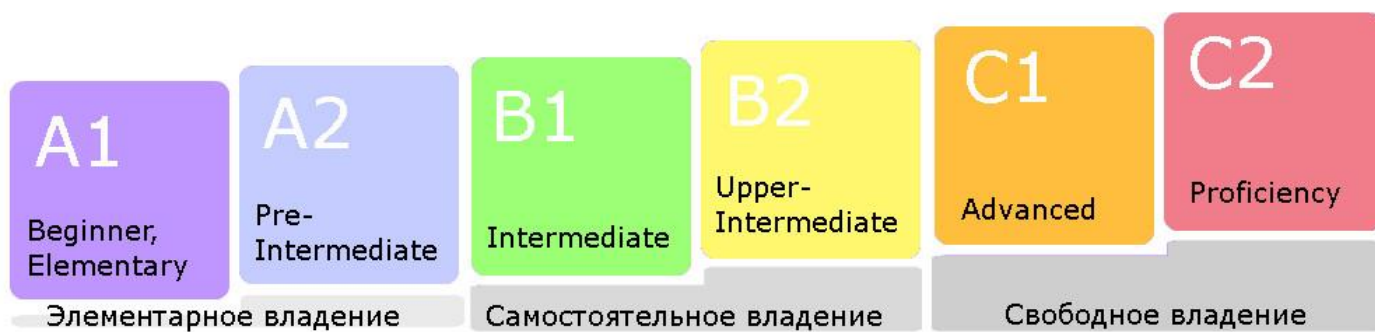 A1
Beginner,
Elementary
A2
Pre-
Intermediate
B1
Intermediate
B2
Upper-
Intermediate
C1
Advanced
C2
Proficiency
Элементарное владение
Самостоятельное владение
Свободное владение